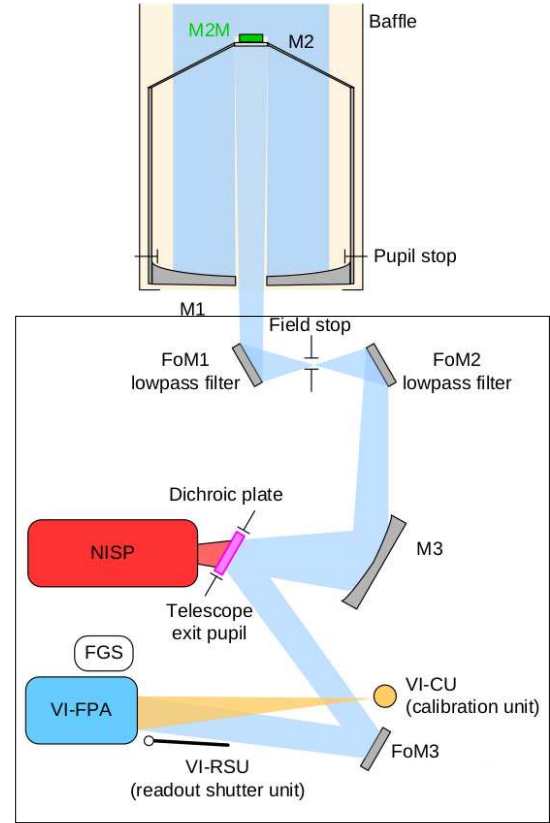 Baffle
M2M
M2
Pupil stop
M1
Field stop
FoM1
lowpass filter
FoM2
lowpass filter
Dichroic plate
NISP
M3
Telescope
exit pupil
FGS
VI-FPA
VI-CU
(calibration unit)
FoM3
VI-RSU
(readout shutter unit)